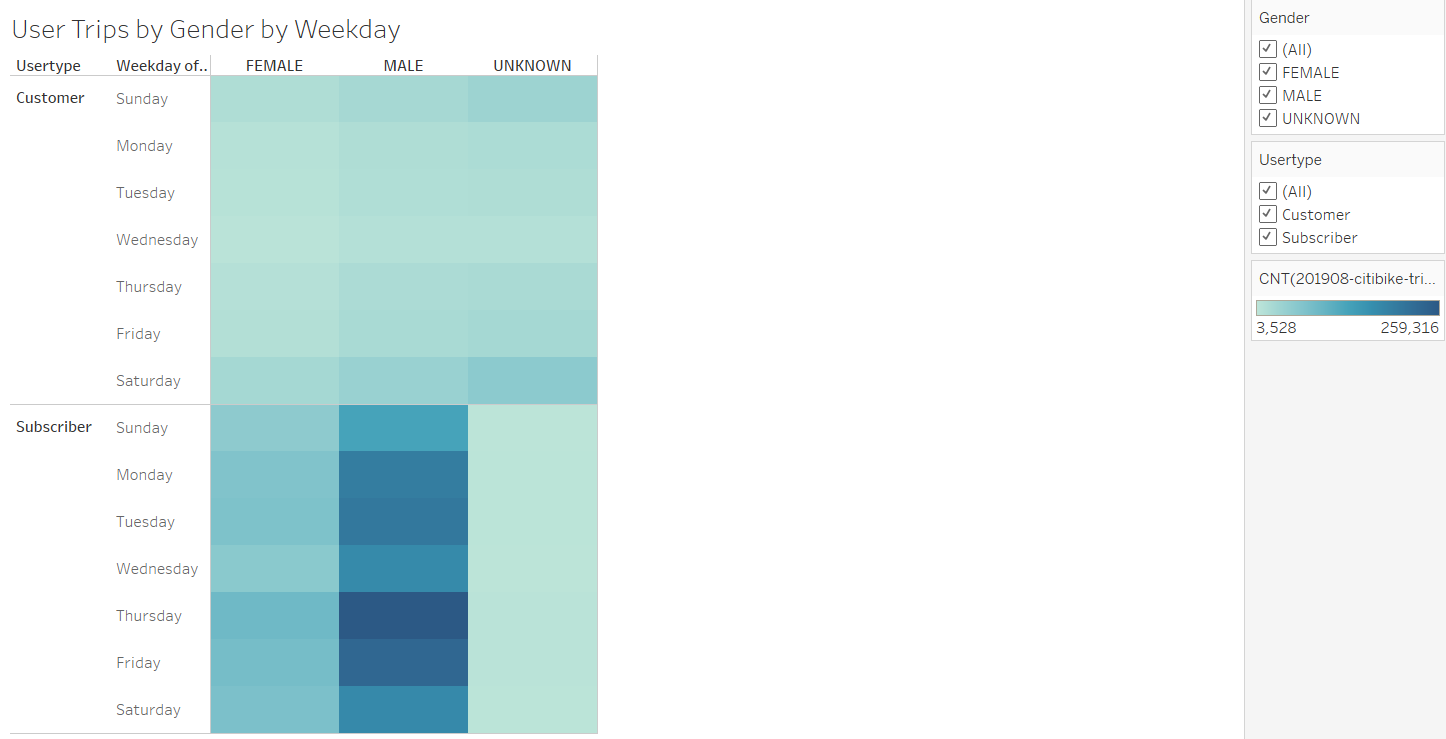 User Trips by Gender by Weekday
Usertype Weekday of.. FEMALE MALE UNKNOWN
Customer Sunday
Monday
Tuesday
Wednesday
Thursday
Friday
Saturday
Subscriber Sunday
Monday
Tuesday
Wednesday
Thursday
Friday
Saturday
Gender
(All)
FEMALE
MALE
UNKNOWN
Usertype
(All)
Customer
Subscriber
CNT(201908-citibike-tri...
3,528 259,316